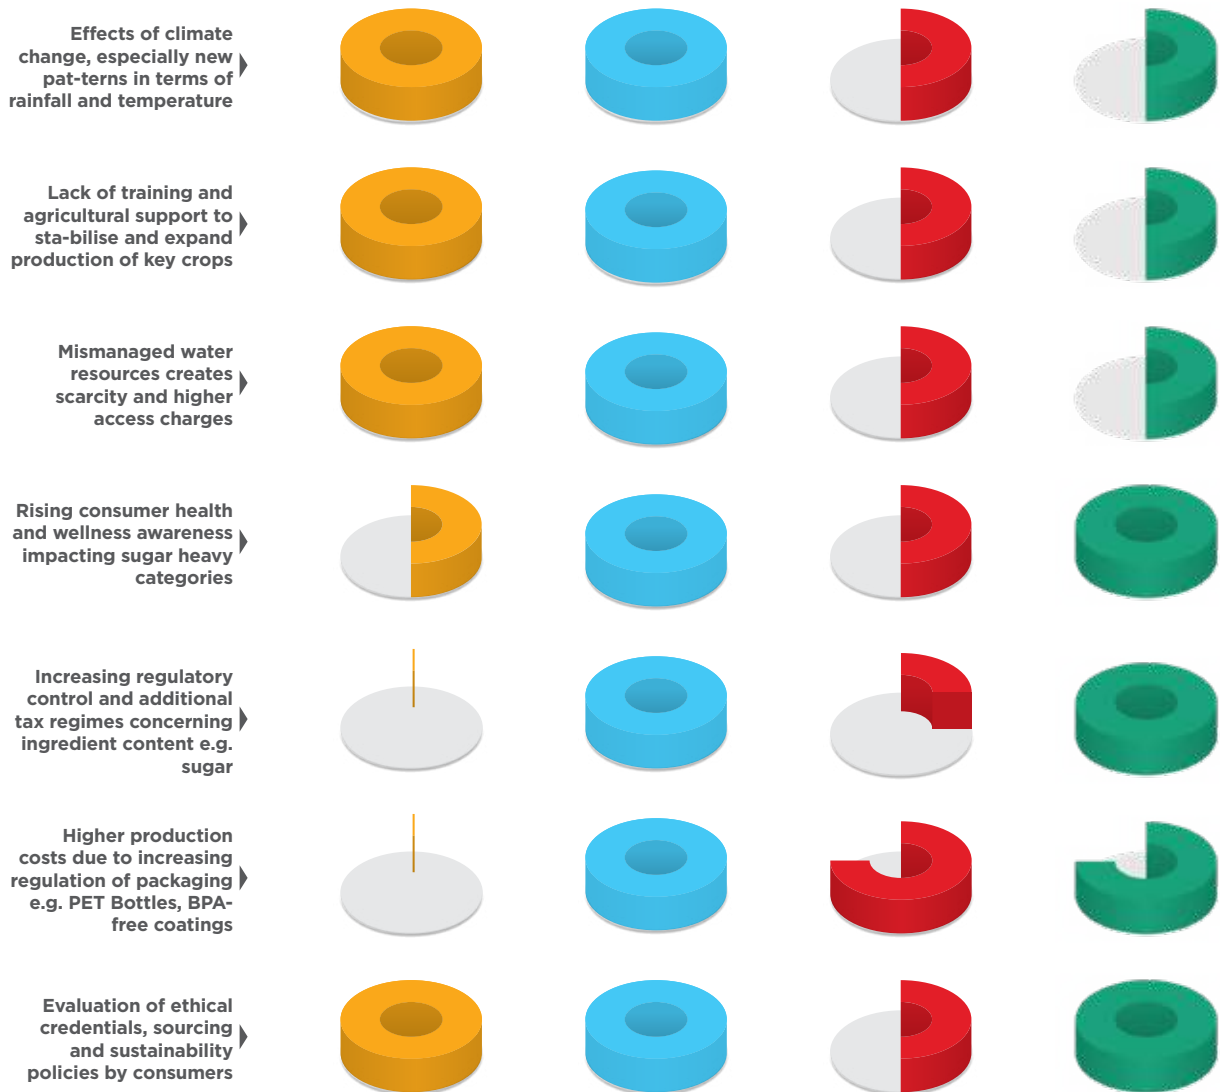 Effects of climate
change, especially new
pat-terns in terms of
rainfall and temperature
Lack of training and
agricultural support to
sta-bilise and expand
production of key crops
Mismanaged water
resources creates
scarcity and higher
access charges
Rising consumer health
and wellness awareness
impacting sugar heavy
categories
Increasing regulatory
control and additional
tax regimes concerning
ingredient content e.g.
sugar
Higher production
costs due to increasing
regulation of packaging
e.g. PET Bottles, BPA-
free coatings
Evaluation of ethical
credentials, sourcing
and sustainability
policies by consumers